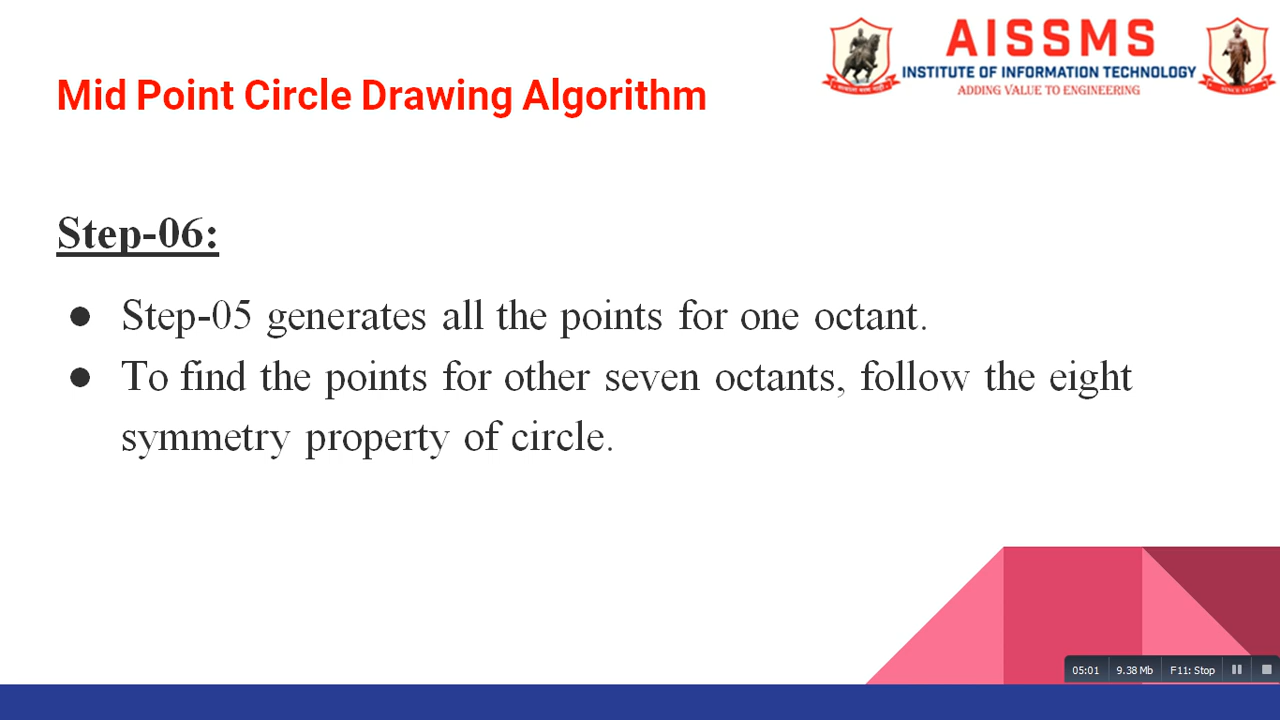 AISSMS
INSTITUTE OF INFORMATION TECHNOLOGY
ADDING VALUE TO ENGINEERING
SINCE 1917
Mid Point Circle Drawing Algorithm
Step-06:
● Step-05 generates all the points for one octant.
● To find the points for other seven octants, follow the eight
symmetry property of circle.
05:01 9.38 Mb F11: Stop